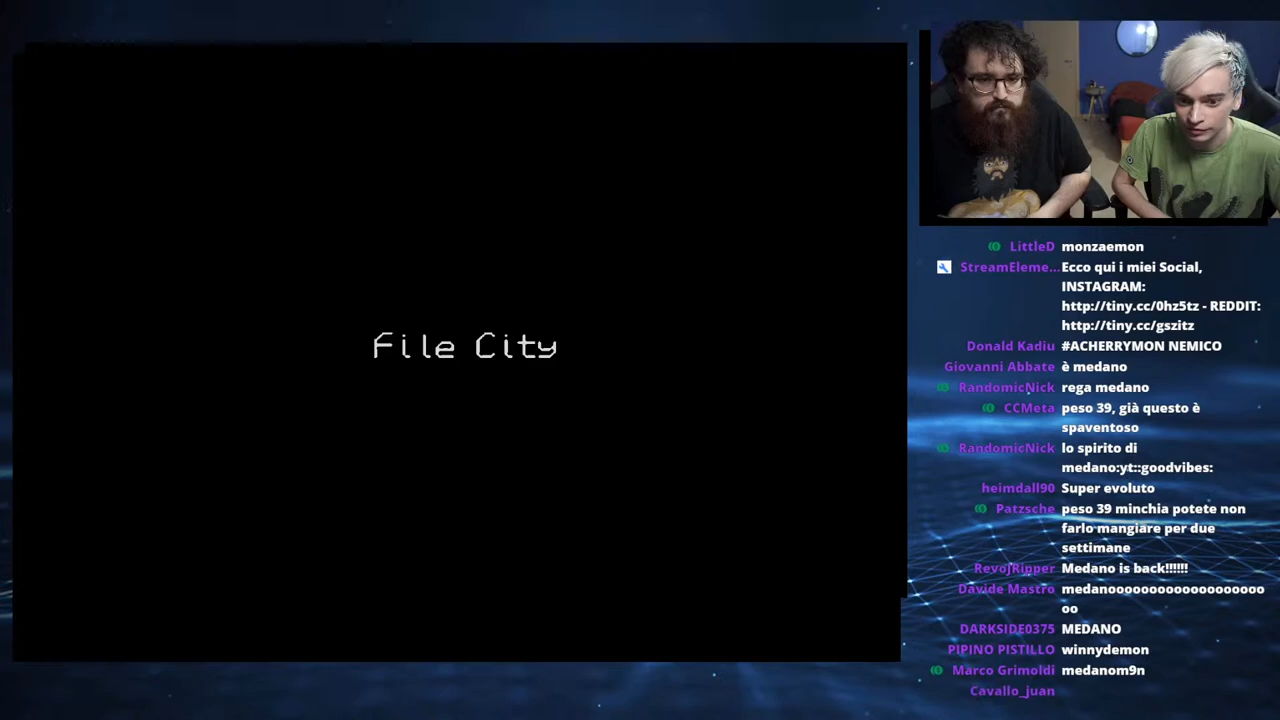 File City
LittleD monzaemon
StreamEleme... Ecco qui i miei Social,
INSTAGRAM:
http://tiny.cc/0hz5tz - REDDIT:
http://tiny.cc/gszitz
Donald Kadiu #ACHERRYMON NEMICO
Giovanni Abbate è medano
RandomicNick rega medano
CCMeta peso 39, già questo è
spaventoso
RandomicNick lo spirito di
medano:yt::goodvibes:
heimdall90 Super evoluto
Patzsche peso 39 minchia potete non
farlo mangiare per due
settimane
RevojRipper Medano is back!!!!!!
Davide Mastro medanooooooooooooooooooo
oo
DARKSIDE0375 MEDANO
PIPINO PISTILLO winnydemon
Marco Grimoldi medanom9n
Cavallo_juan